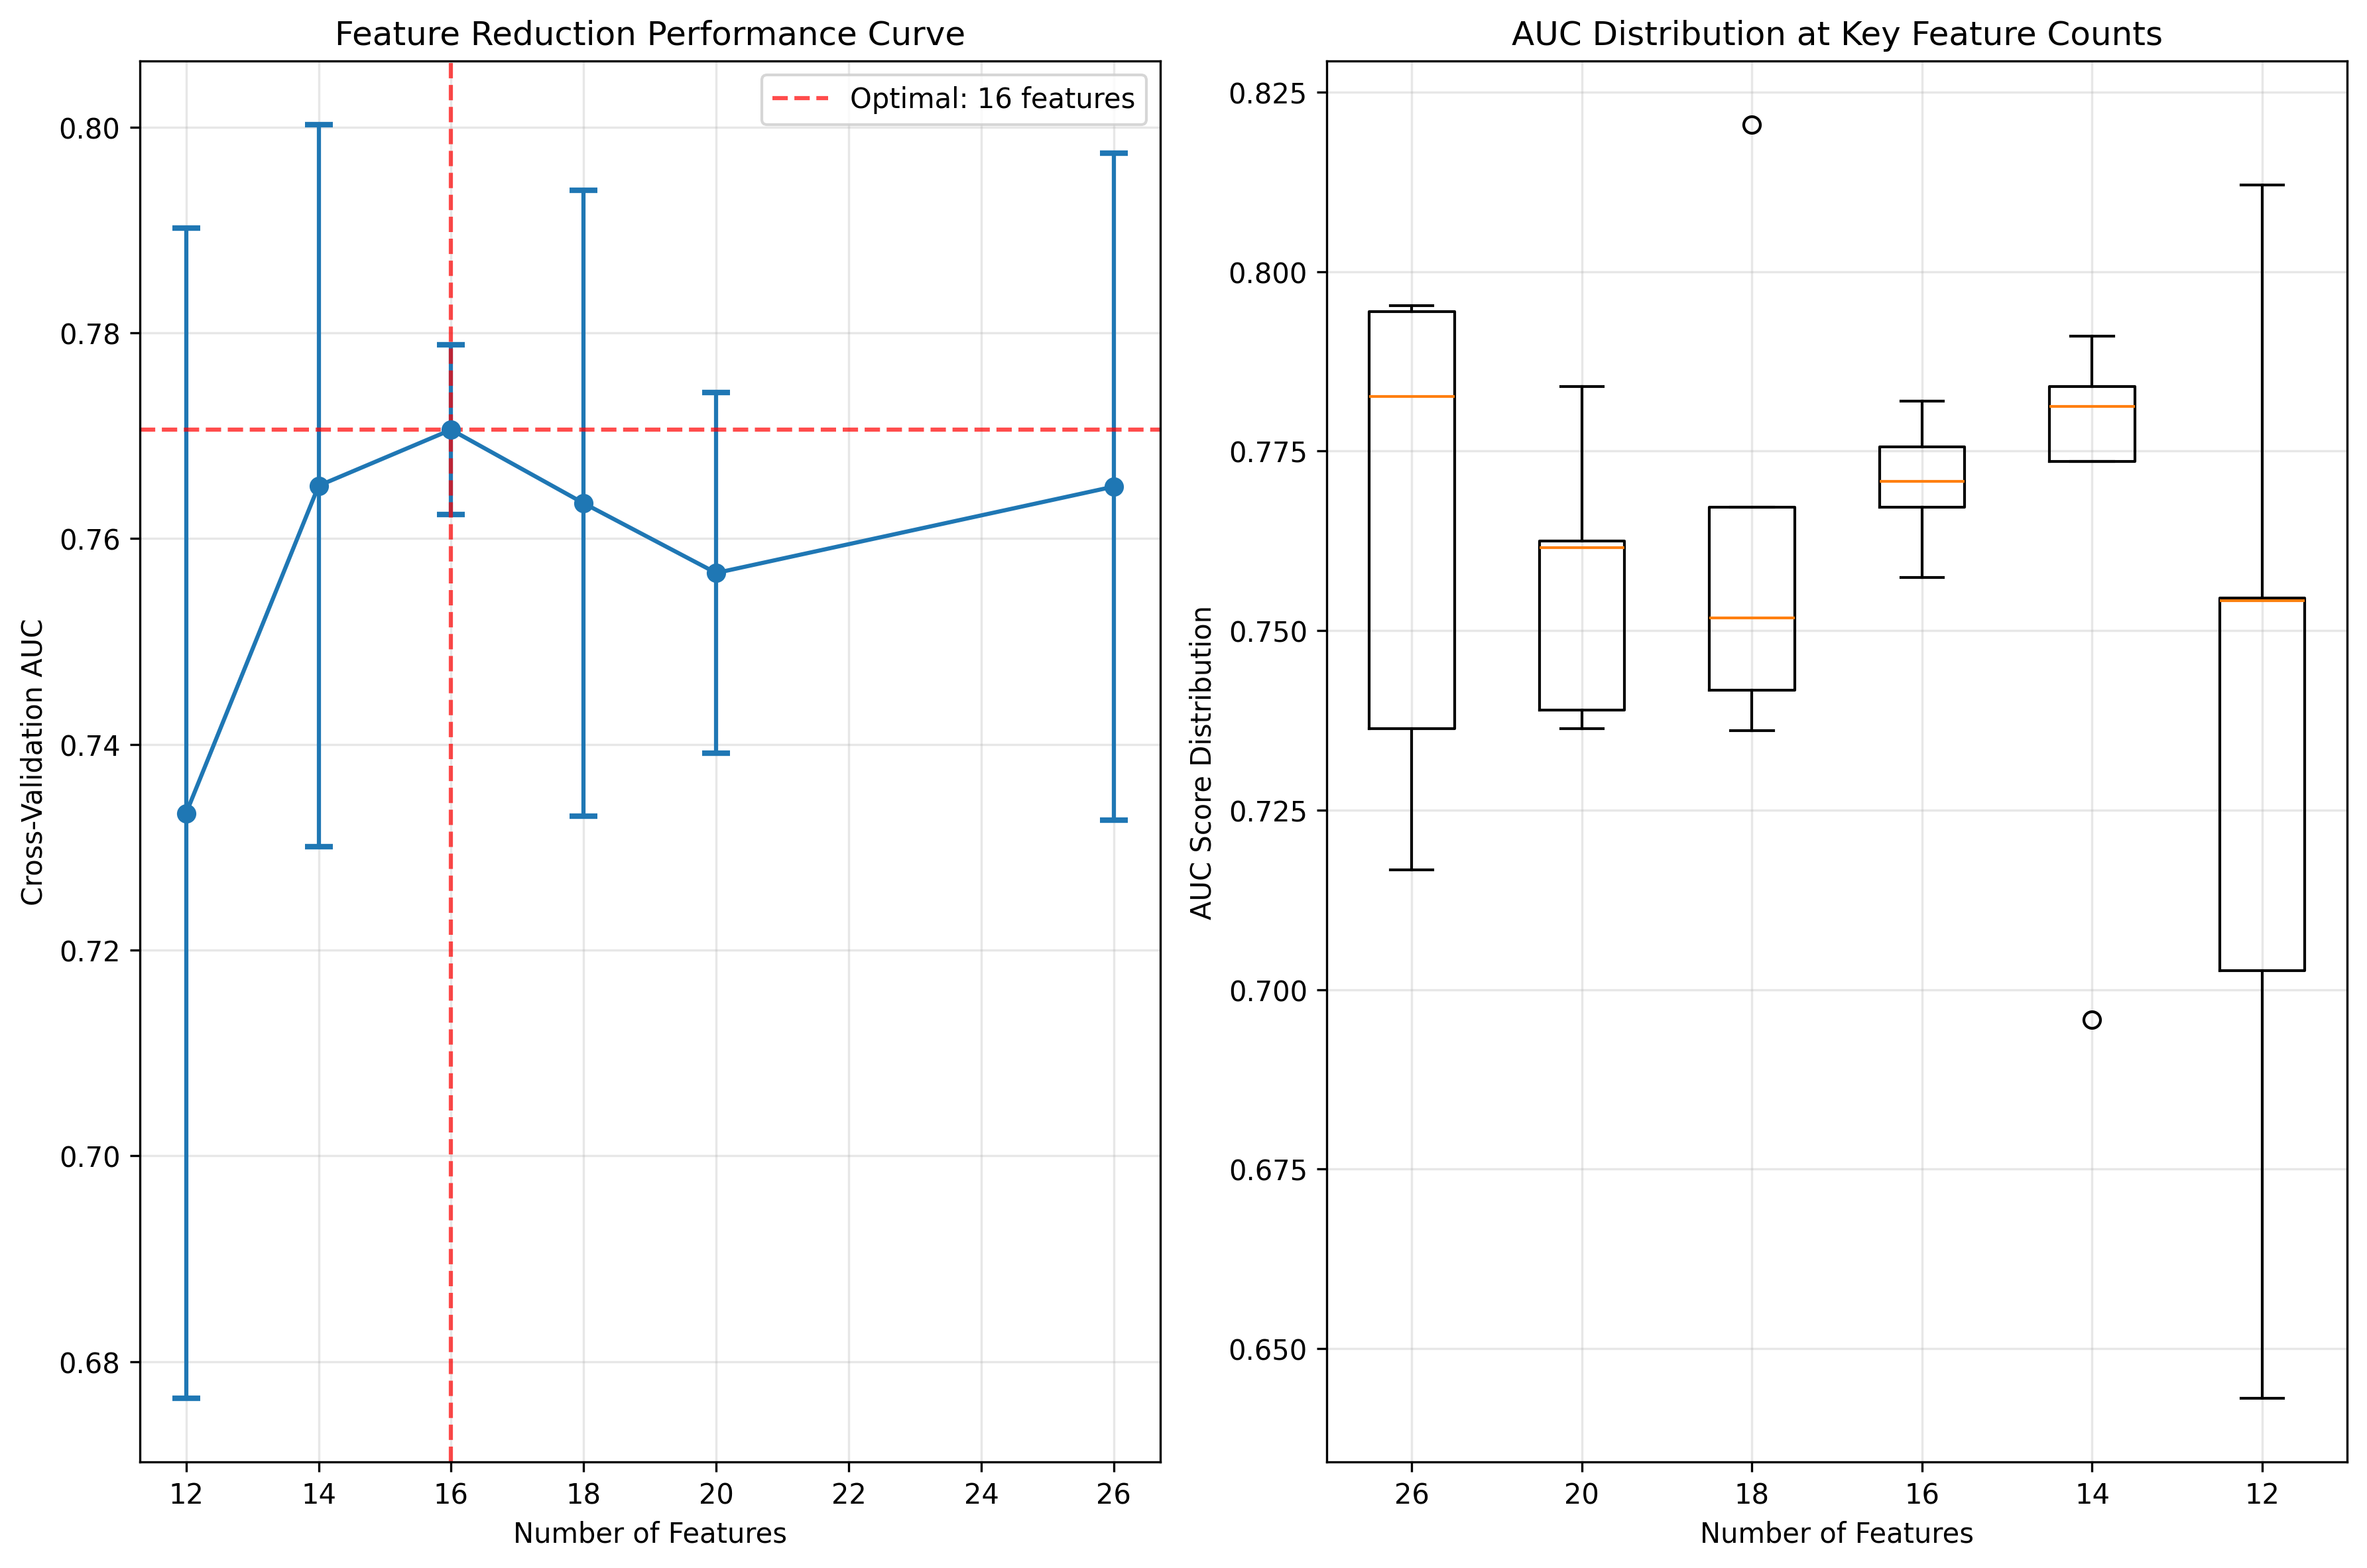 Feature Reduction Performance Curve
Optimal: 16 features
0.80
0.78
0.76
0.74
0.72
0.70
0.68
Cross-Validation AUC
12 14 16 18 20 22 24 26
Number of Features
AUC Distribution at Key Feature Counts
0.825
0.800
0.775
0.750
0.725
0.700
0.675
0.650
AUC Score Distribution
26 20 18 16 14 12
Number of Features